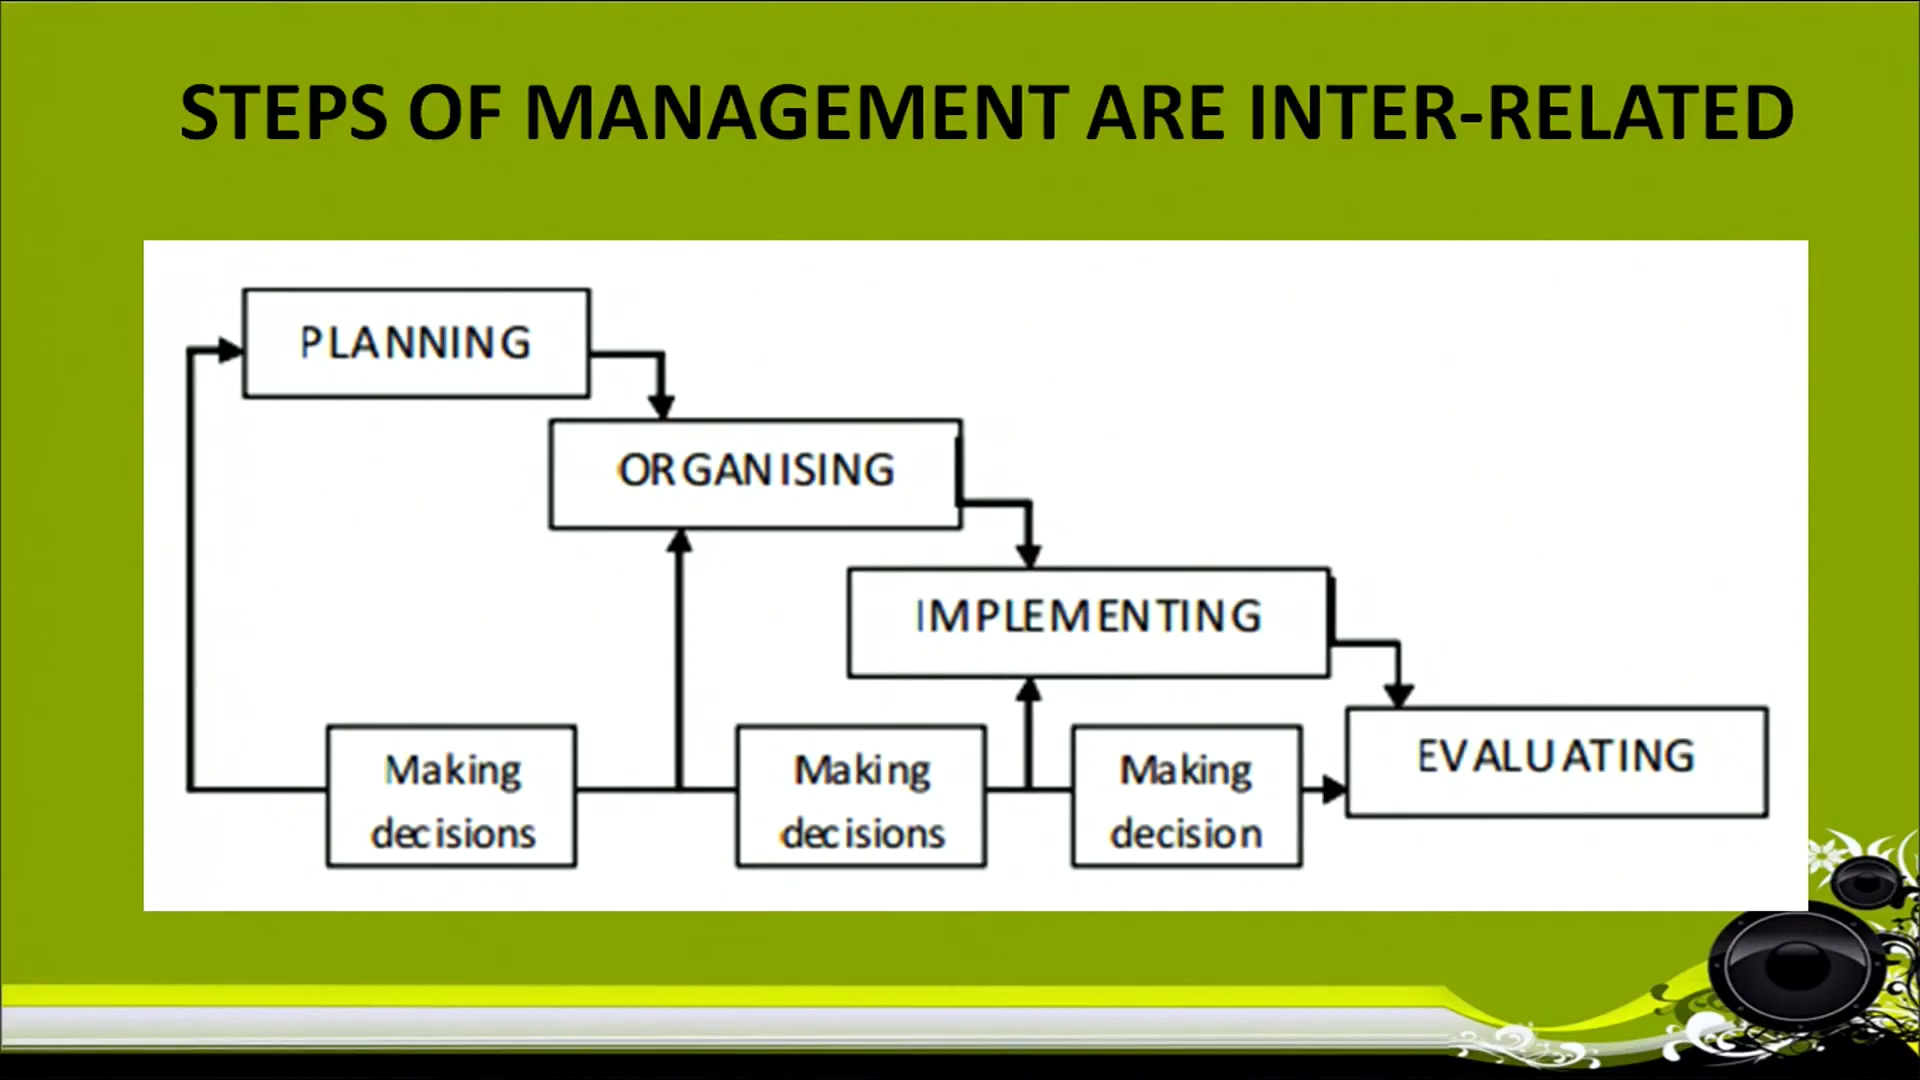 STEPS OF MANAGEMENT ARE INTER-RELATED
PLANNING
ORGANISING
IMPLEMENTING
EVALUATING
Making
decisions
Making
decisions
Making
decision